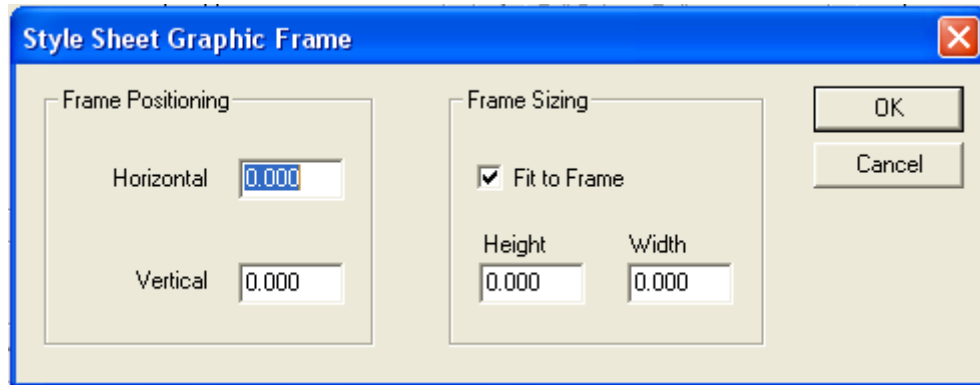 Style Sheet Graphic Frame
Frame Positioning
Horizontal 0.000
Vertical 0.000
Frame Sizing
Fit to Frame
Height Width
0.000 0.000
OK
Cancel